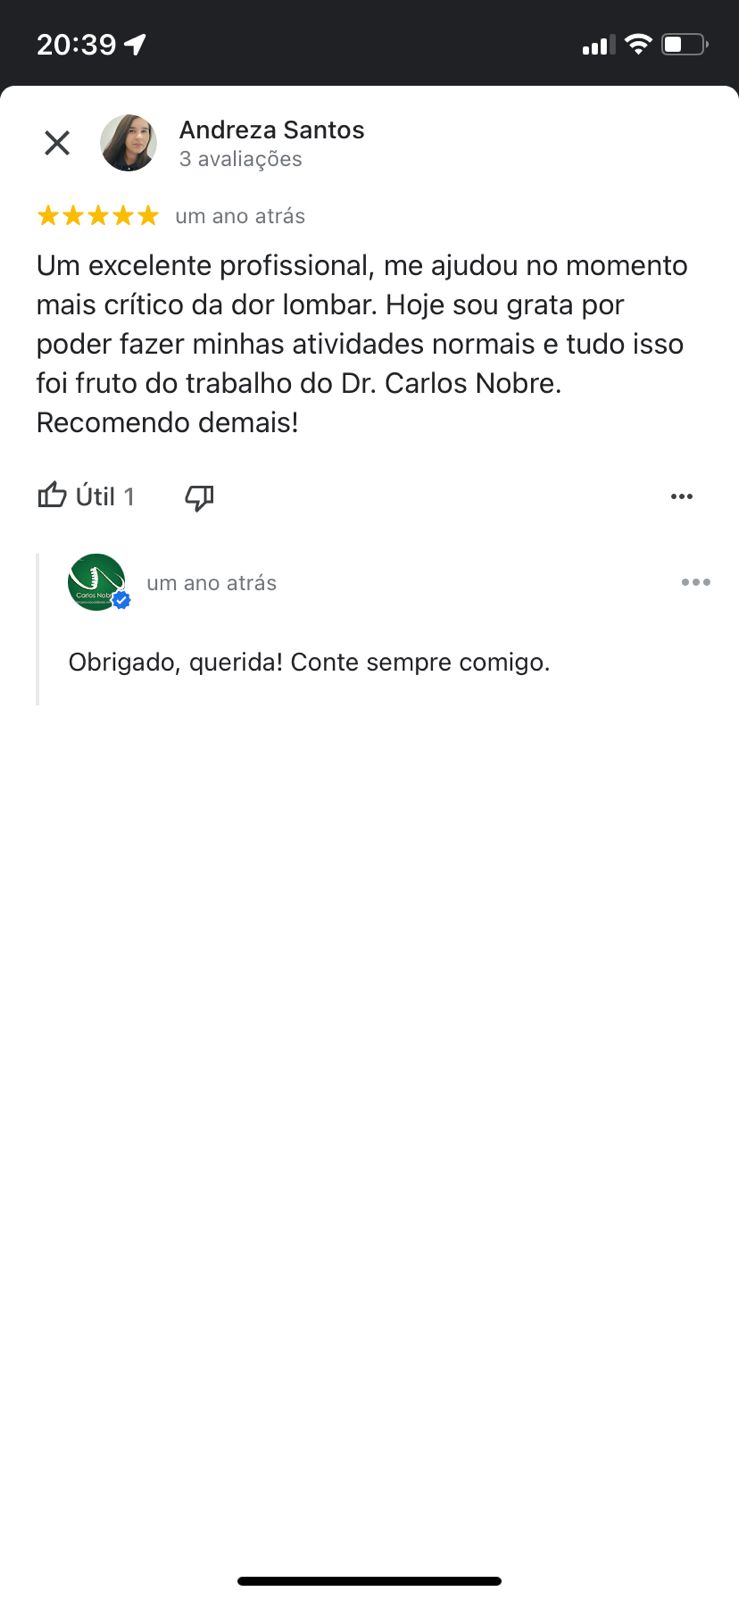 20:39
Andreza Santos
3 avaliações
um ano atrás
Um excelente profissional, me ajudou no momento
mais crítico da dor lombar. Hoje sou grata por
poder fazer minhas atividades normais e tudo isso
foi fruto do trabalho do Dr. Carlos Nobre.
Recomendo demais!
Útil 1
Carlos
um ano atrás
Obrigado, querida! Conte sempre comigo.